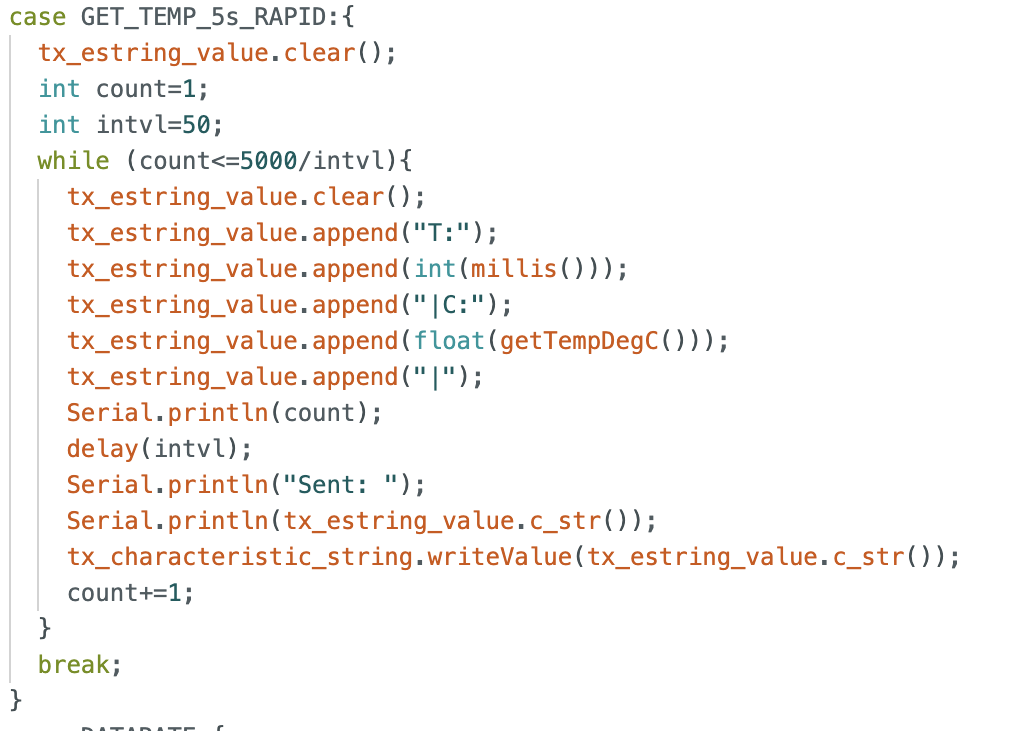 case GET_TEMP_5s_RAPID:{
tx_estring_value.clear();
int count=1;
int intvl=50;
while (count<=5000/intvl){
tx_estring_value.clear();
tx_estring_value.append("T:");
tx_estring_value.append(int(millis()));
tx_estring_value.append("|C:");
tx_estring_value.append(float(getTempDegC()));
tx_estring_value.append("|");
Serial.println(count);
delay(intvl);
Serial.println("Sent: ");
Serial.println(tx_estring_value.c_str());
tx_characteristic_string.writeValue(tx_estring_value.c_str());
count+=1;
}
break;
}